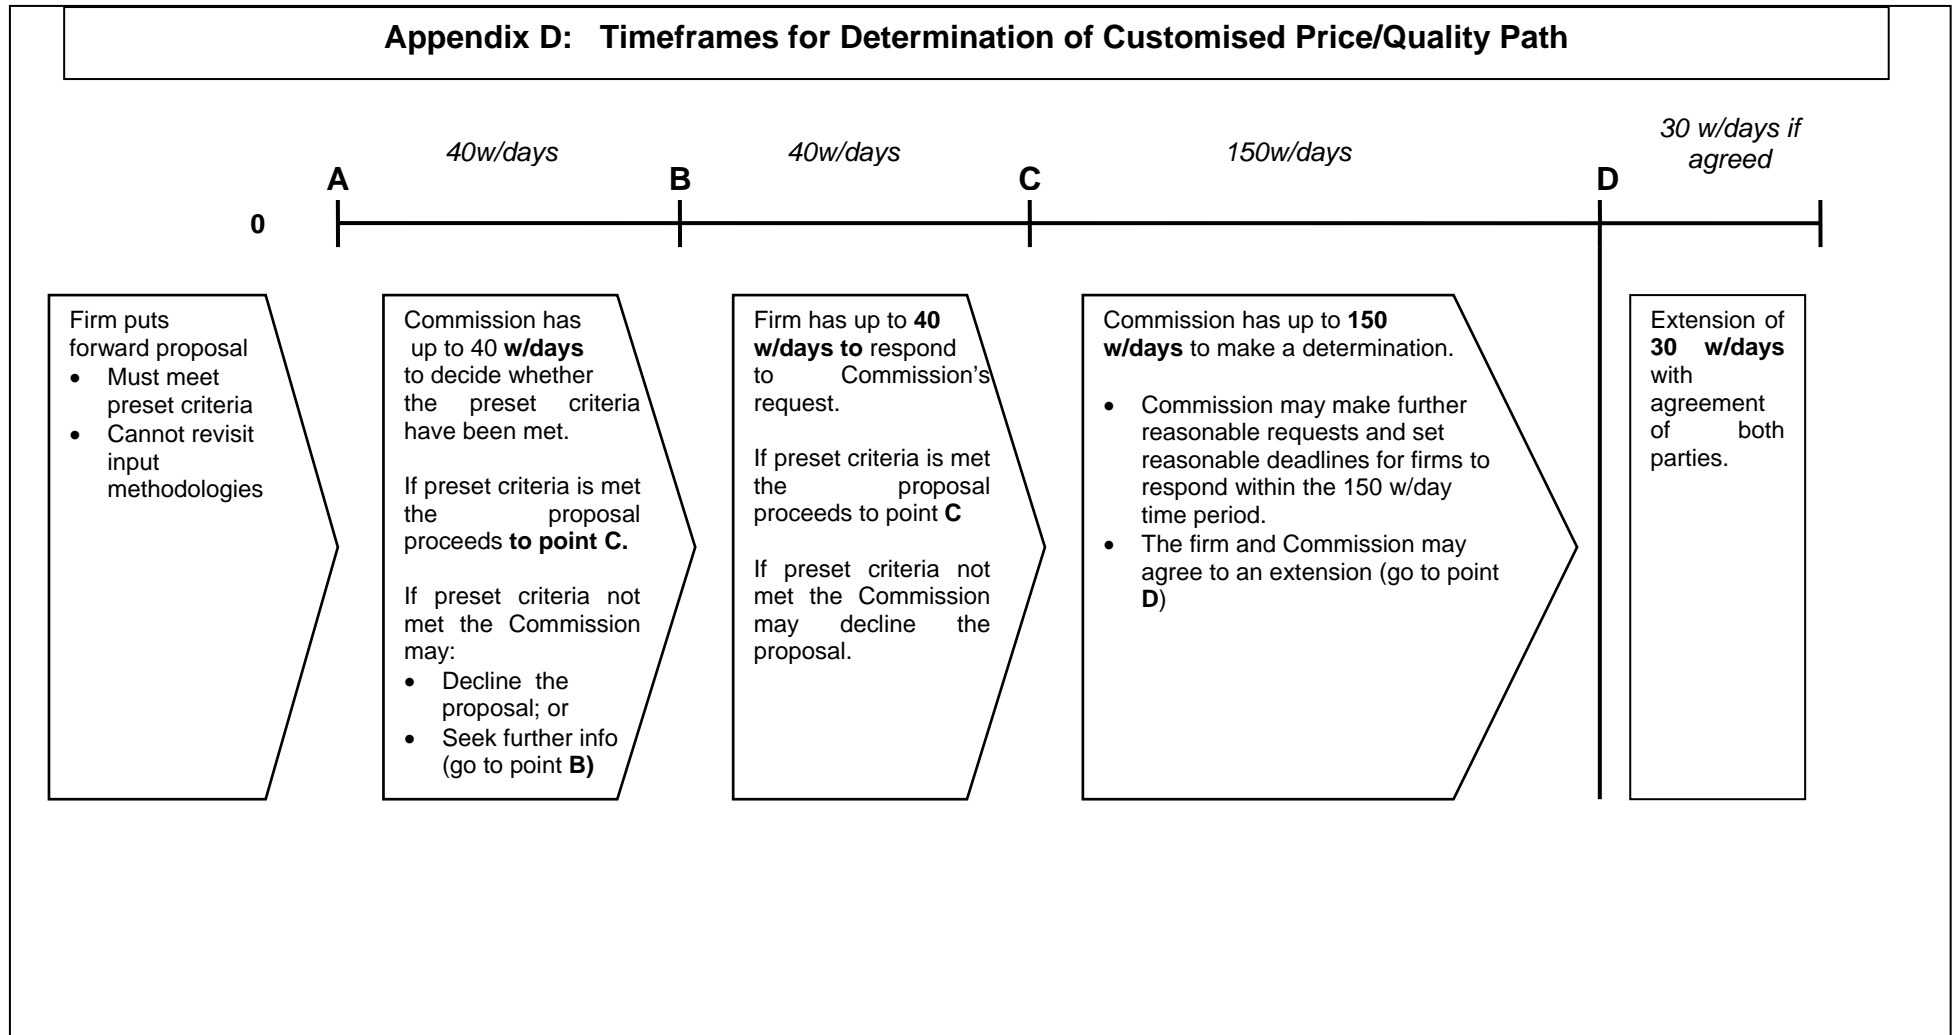 Appendix D: Timeframes for Determination of Customised Price/Quality Path
40w/days
40w/days
150w/days
30 w/days if
agreed
A
B
C
D
0
Firm puts
forward proposal
• Must meet
preset criteria
• Cannot revisit
input
methodologies
Commission has
up to 40 w/days
to decide whether
the preset criteria
have been met.
If preset criteria is met
the proposal
proceeds to point C.
If preset criteria not
met the Commission
may:
• Decline the
proposal; or
• Seek further info
(go to point B)
Firm has up to 40
w/days to respond
to Commission’s
request.
If preset criteria is met
the proposal
proceeds to point C
If preset criteria not
met the Commission
may decline the
proposal.
Commission has up to 150
w/days to make a determination.
• Commission may make further
reasonable requests and set
reasonable deadlines for firms to
respond within the 150 w/day
time period.
• The firm and Commission may
agree to an extension (go to point
D)
Extension of
30 w/days
with
agreement
of both
parties.